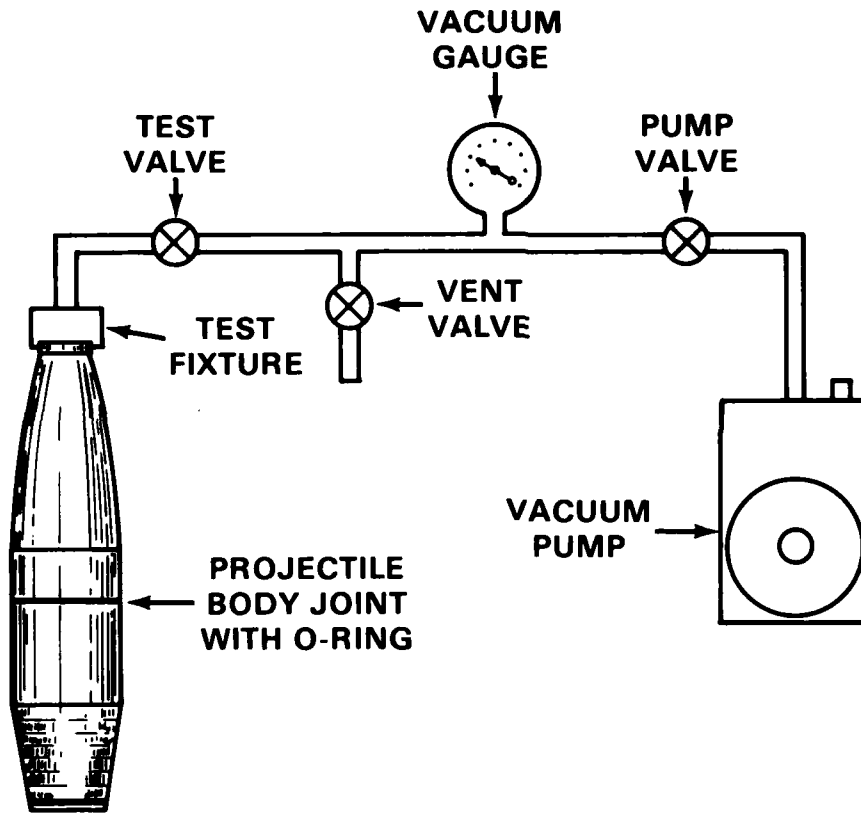 VACUUM
GAUGE
TEST
VALVE
PUMP
VALVE
VENT
VALVE
TEST
FIXTURE
VACUUM
PUMP
PROJECTILE
BODY JOINT
WITH O-RING